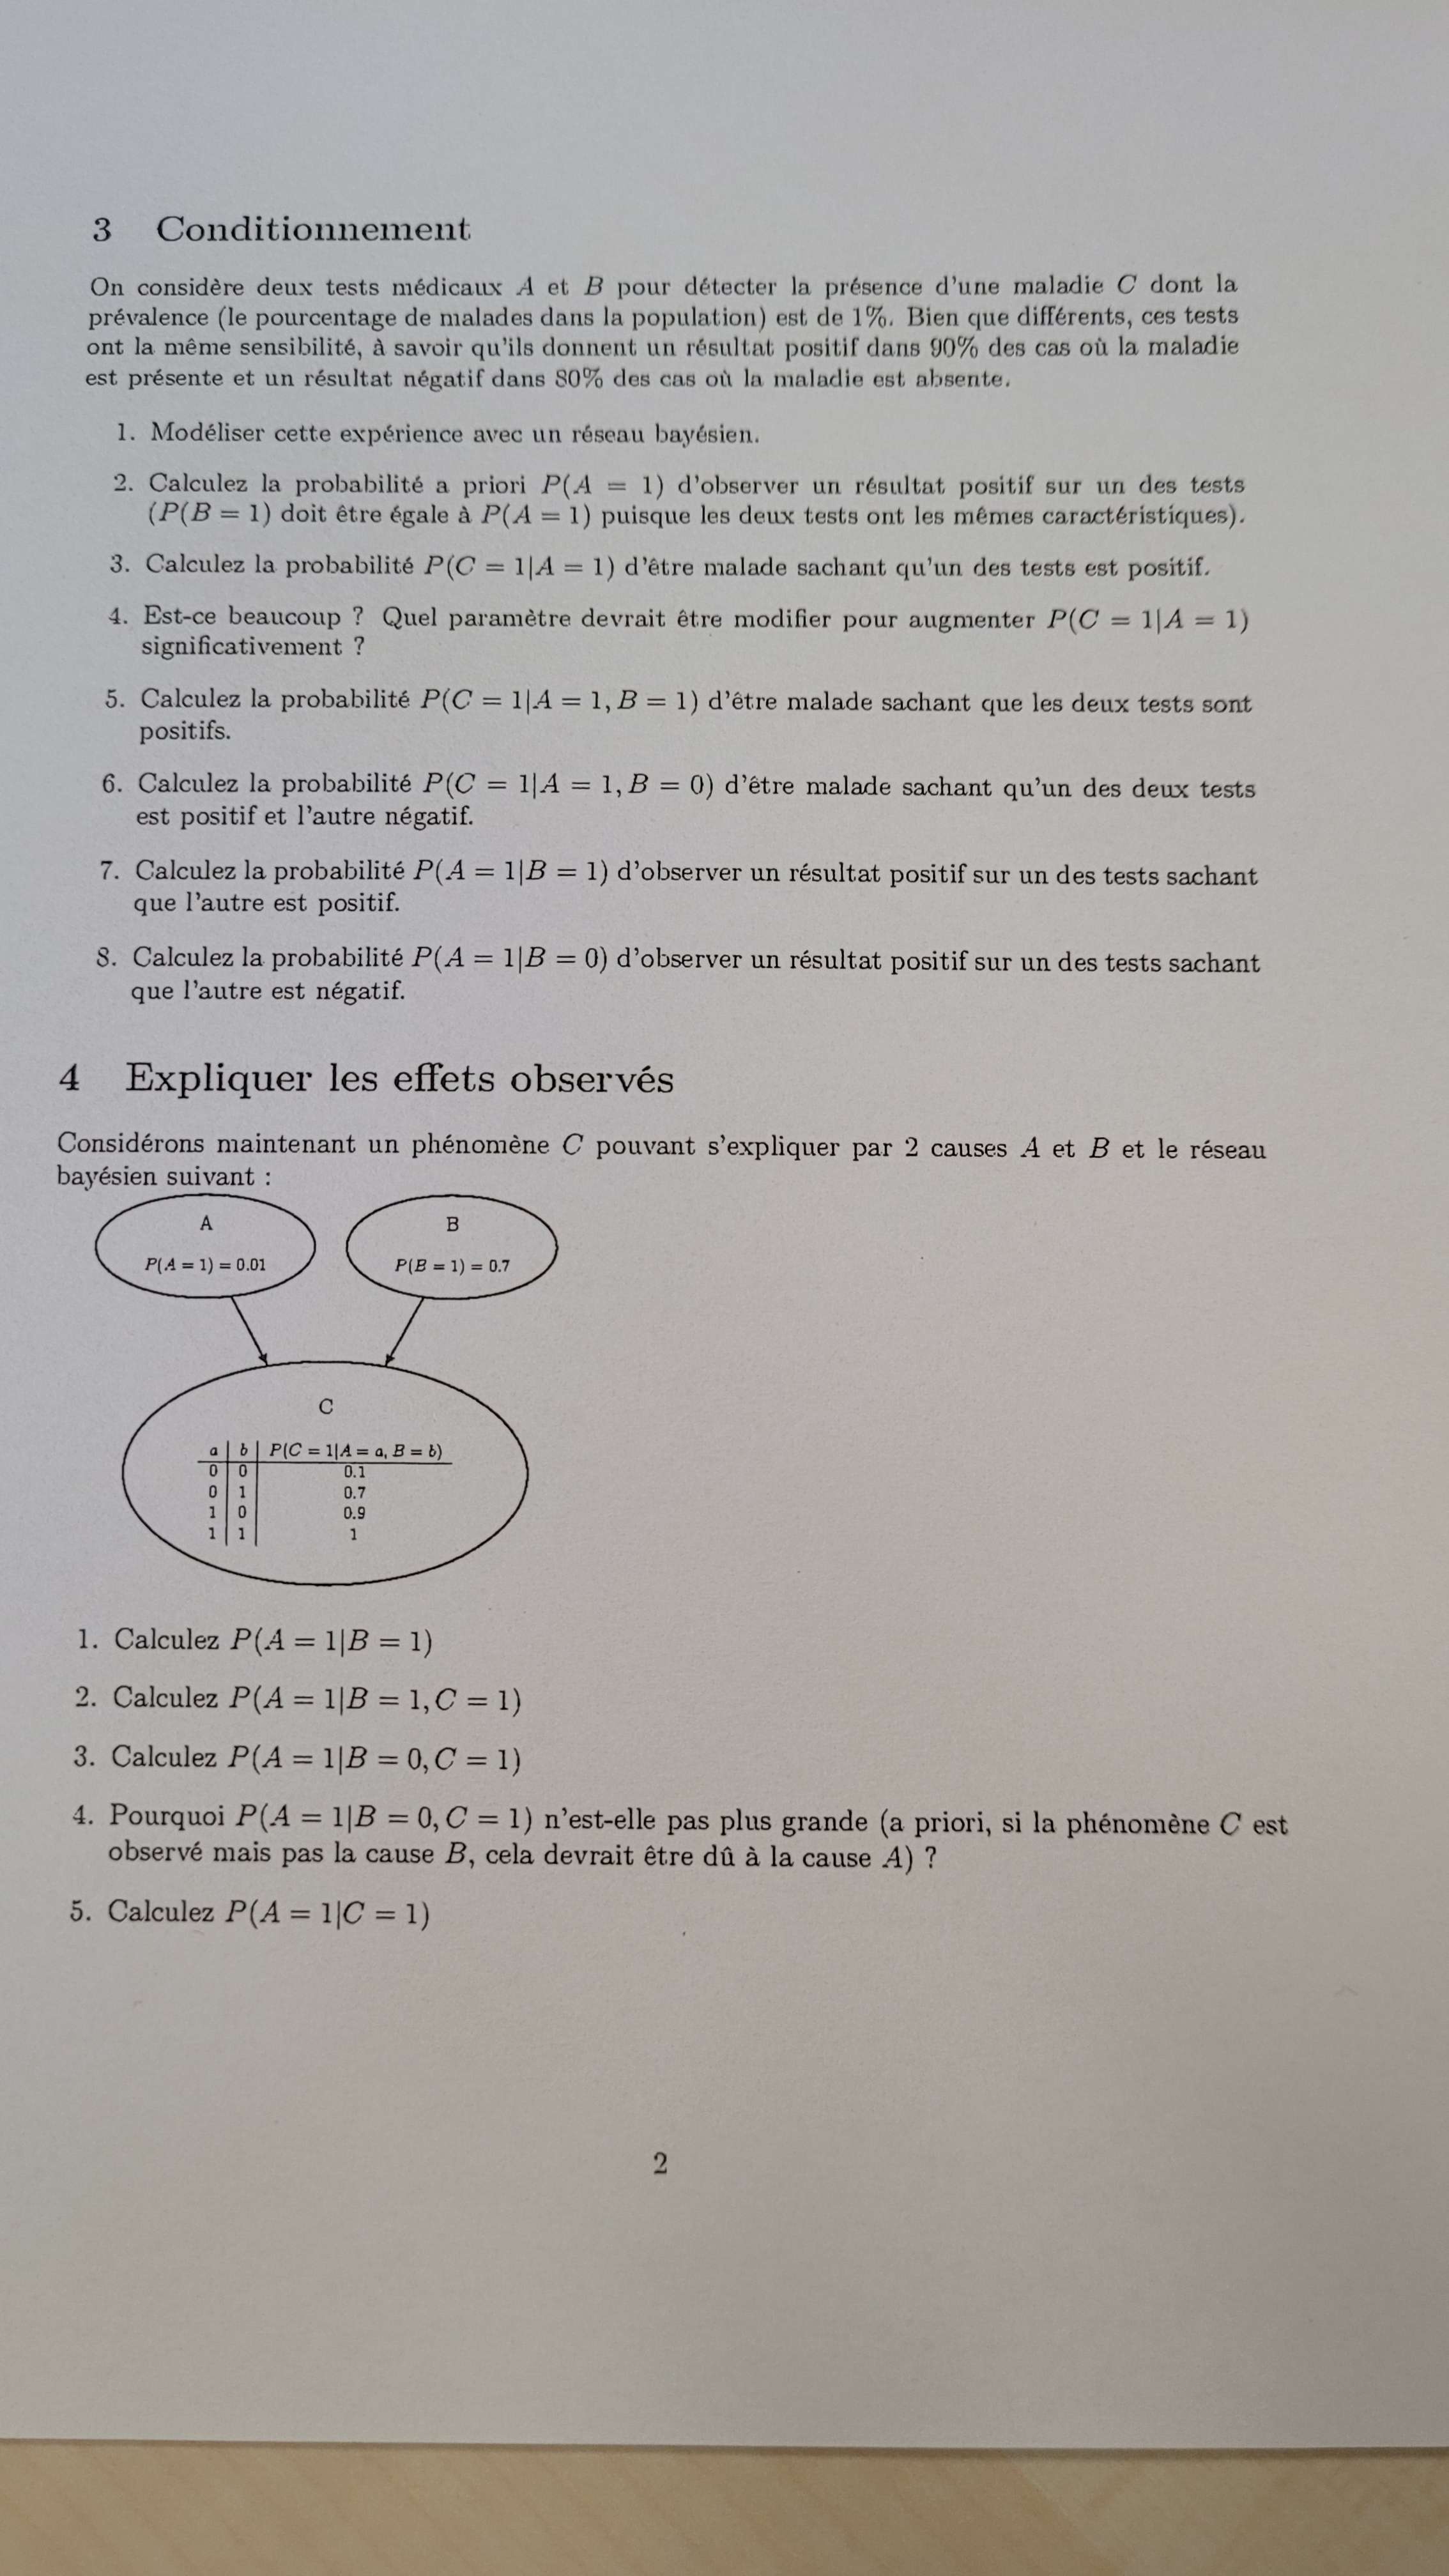 3 Conditionnement
On considère deux tests médicaux A et B pour détecter la présence d'une maladie C dont la
prévalence (le pourcentage de malades dans la population) est de 1%. Bien que différents, ces tests
ont la même sensibilité, à savoir qu'ils donnent un résultat positif dans 90% des cas où la maladie
est présente et un résultat négatif dans 80% des cas où la maladie est absente.
1. Modéliser cette expérience avec un réseau bayésien.
2. Calculez la probabilité a priori P(A = 1) d'observer un résultat positif sur un des tests
(P(B = 1) doit être égale à P(A = 1) puisque les deux tests ont les mêmes caractéristiques).
3. Calculez la probabilité P(C = 1|A = 1) d'être malade sachant qu'un des tests est positif.
4. Est-ce beaucoup ? Quel paramètre devrait être modifier pour augmenter P(C = 1|A = 1)
significativement ?
5. Calculez la probabilité P(C = 1|A = 1, B = 1) d'être malade sachant que les deux tests sont
positifs.
6. Calculez la probabilité P(C = 1|A = 1, B = 0) d'être malade sachant qu'un des deux tests
est positif et l'autre négatif.
7. Calculez la probabilité P(A = 1|B = 1) d'observer un résultat positif sur un des tests sachant
que l'autre est positif.
8. Calculez la probabilité P(A = 1|B = 0) d'observer un résultat positif sur un des tests sachant
que l'autre est négatif.
4 Expliquer les effets observés
Considérons maintenant un phénomène C pouvant s'expliquer par 2 causes A et B et le réseau
bayésien suivant :
A
P(A = 1) = 0.01
B
P(B = 1) = 0.7
C
a b P(C = 1|A = a, B = b)
0 0 0.1
0 1 0.7
1 0 0.9
1 1 1
1. Calculez P(A = 1|B = 1)
2. Calculez P(A = 1|B = 1, C = 1)
3. Calculez P(A = 1|B = 0, C = 1)
4. Pourquoi P(A = 1|B = 0, C = 1) n'est-elle pas plus grande (a priori, si la phénomène C est
observé mais pas la cause B, cela devrait être dû à la cause A) ?
5. Calculez P(A = 1|C = 1)
2